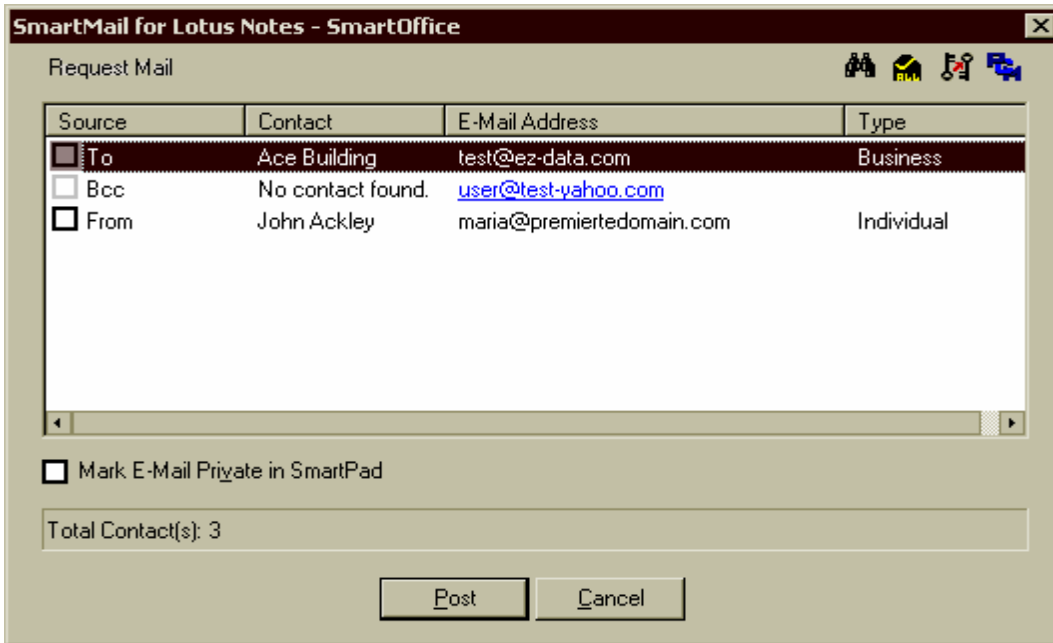 SmartMail for Lotus Notes - SmartOffice
Request Mail
ALL
Source Contact E-Mail Address Type
To Ace Building test@ez-data.com Business
Bcc No contact found. user@test-yahoo.com
From John Ackley maria@premiertedomain.com Individual
Mark E-Mail Private in SmartPad
Total Contact(s): 3
Post Cancel